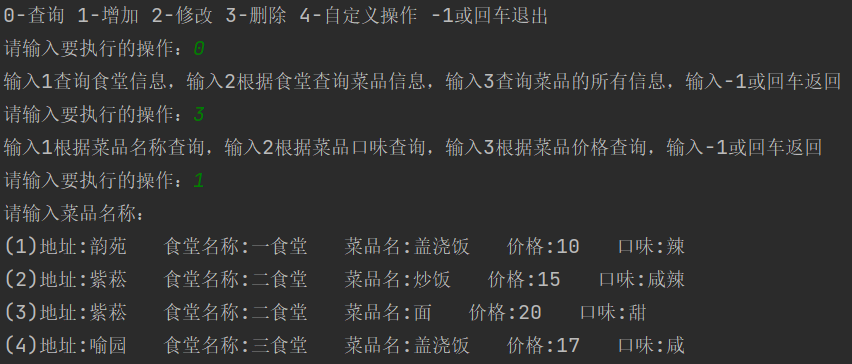 0-查询 1-增加 2-修改 3-删除 4-自定义操作 -1或回车退出
请输入要执行的操作：0
输入1查询食堂信息，输入2根据食堂查询菜品信息，输入3查询菜品的所有信息，输入-1或回车返回
请输入要执行的操作：3
输入1根据菜品名称查询，输入2根据菜品口味查询，输入3根据菜品价格查询，输入-1或回车返回
请输入要执行的操作：1
请输入菜品名称：
(1)地址:韵苑   食堂名称:一食堂   菜品名:盖浇饭   价格:10   口味:辣
(2)地址:紫菘   食堂名称:二食堂   菜品名:炒饭   价格:15   口味:咸辣
(3)地址:紫菘   食堂名称:二食堂   菜品名:面   价格:20   口味:甜
(4)地址:喻园   食堂名称:三食堂   菜品名:盖浇饭   价格:17   口味:咸